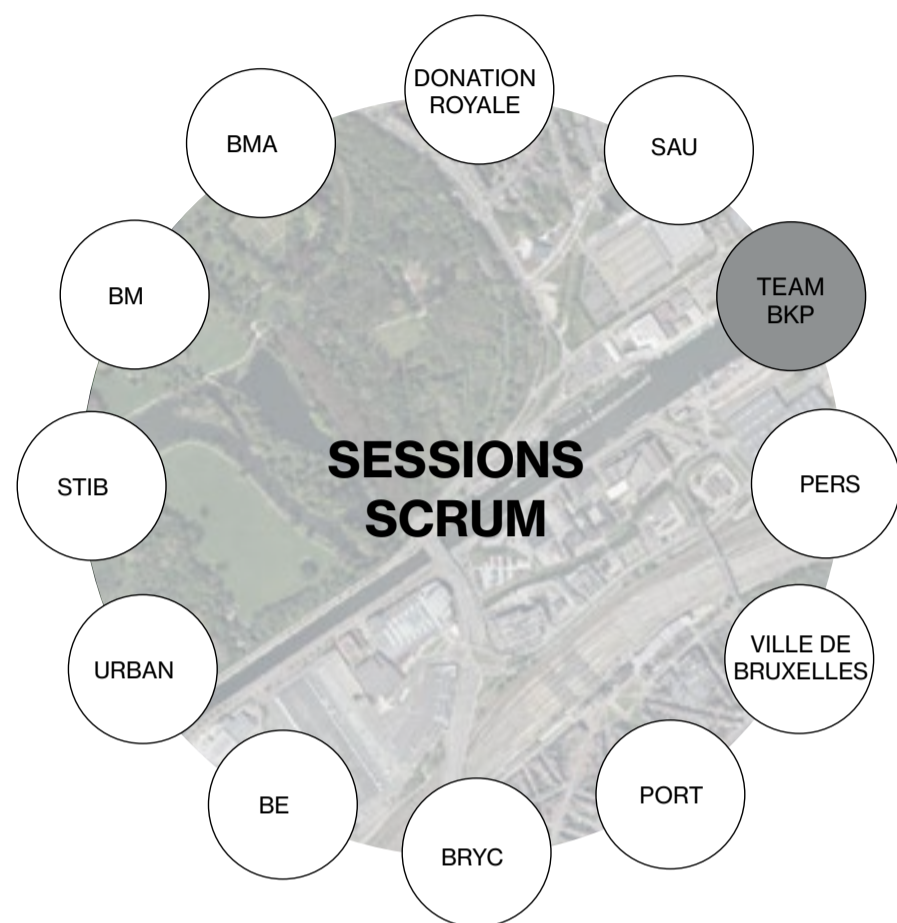 DONATION
ROYALE
BMA
SAU
BM
TEAM
BKP
SESSIONS
SCRUM
STIB
PERS
URBAN
VILLE DE
BRUXELLES
BE
PORT
BRYC